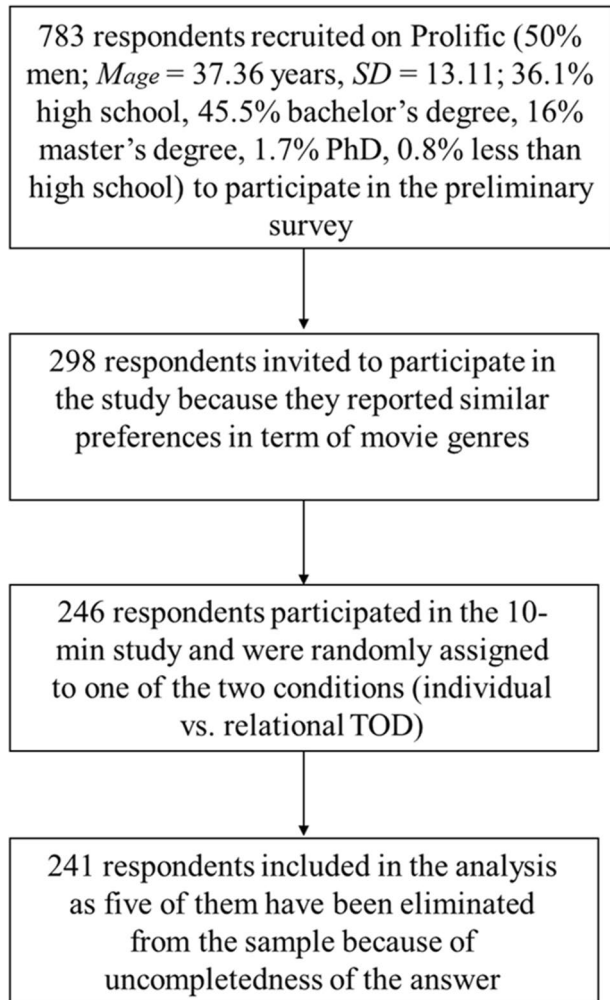 783 respondents recruited on Prolific (50%
men; Mage = 37.36 years, SD = 13.11; 36.1%
high school, 45.5% bachelor’s degree, 16%
master’s degree, 1.7% PhD, 0.8% less than
high school) to participate in the preliminary
survey
298 respondents invited to participate in
the study because they reported similar
preferences in term of movie genres
246 respondents participated in the 10-
min study and were randomly assigned
to one of the two conditions (individual
vs. relational TOD)
241 respondents included in the analysis
as five of them have been eliminated
from the sample because of
uncompletedness of the answer